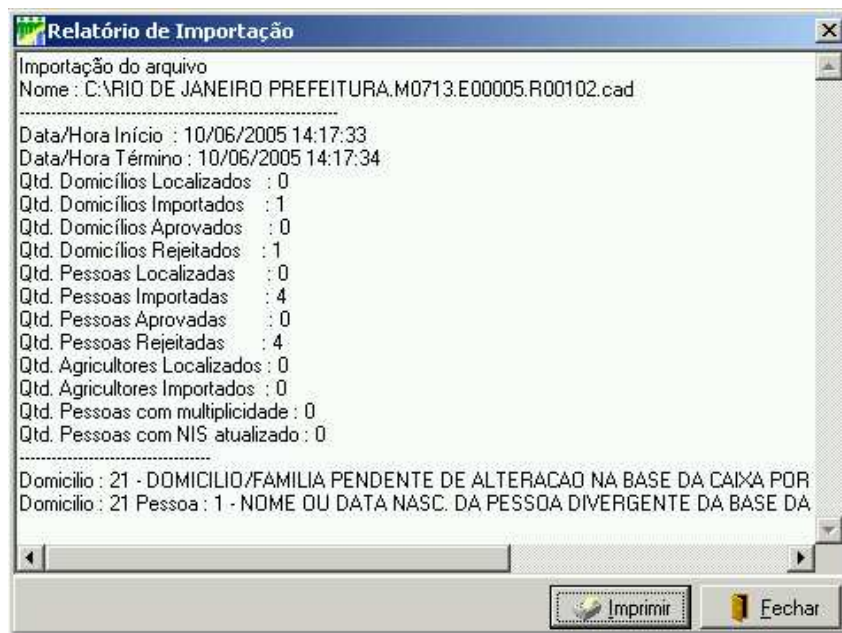 Relatório de Importação
Importação do arquivo
Nome : C:\RIO DE JANEIRO PREFEITURA.M0713.E00005.R00102.cad
------------------------------------------------------------
Data/Hora Início : 10/06/2005 14:17:33
Data/Hora Término : 10/06/2005 14:17:34
Qtd. Domicílios Localizados : 0
Qtd. Domicílios Importados : 1
Qtd. Domicílios Aprovados : 0
Qtd. Domicílios Rejeitados : 1
Qtd. Pessoas Localizadas : 0
Qtd. Pessoas Importadas : 4
Qtd. Pessoas Aprovadas : 0
Qtd. Pessoas Rejeitadas : 4
Qtd. Agricultores Localizados : 0
Qtd. Agricultores Importados : 0
Qtd. Pessoas com multiplicidade : 0
Qtd. Pessoas com NIS atualizado : 0
------------------------------------
Domicilio : 21 - DOMICILIO/FAMILIA PENDENTE DE ALTERACAO NA BASE DA CAIXA POR
Domicilio : 21 Pessoa : 1 - NOME OU DATA NASC. DA PESSOA DIVERGENTE DA BASE DA
Imprimir Fechar